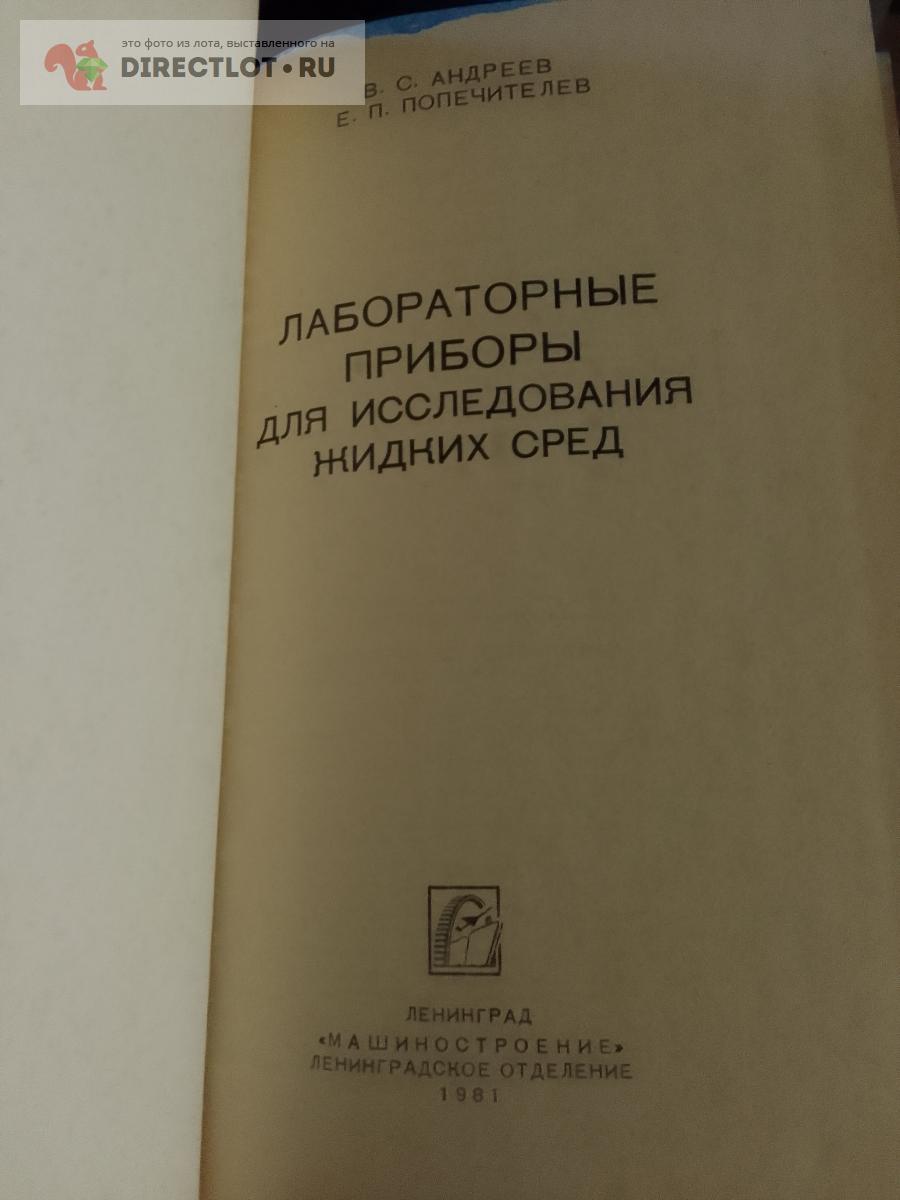 это фото из лота, выставленного на
DIRECTLOT.RU
В. С. АНДРЕЕВ
Е. П. ПОПЕЧИТЕЛЕВ
ЛАБОРАТОРНЫЕ
ПРИБОРЫ
ДЛЯ ИССЛЕДОВАНИЯ
ЖИДКИХ СРЕД
ЛЕНИНГРАД
«МАШИНОСТРОЕНИЕ»
ЛЕНИНГРАДСКОЕ ОТДЕЛЕНИЕ
1981